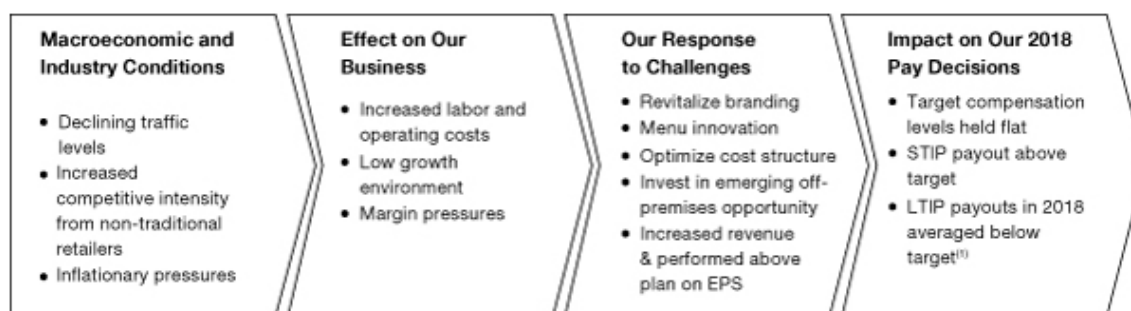 Macroeconomic and
Industry Conditions
• Declining traffic
levels
• Increased
competitive intensity
from non-traditional
retailers
• Inflationary pressures
Effect on Our
Business
• Increased labor and
operating costs
• Low growth
environment
• Margin pressures
Our Response
to Challenges
• Revitalize branding
• Menu innovation
• Optimize cost structure
• Invest in emerging off-
premises opportunity
• Increased revenue
& performed above
plan on EPS
Impact on Our 2018
Pay Decisions
• Target compensation
levels held flat
• STIP payout above
target
• LTIP payouts in 2018
averaged below
target(1)